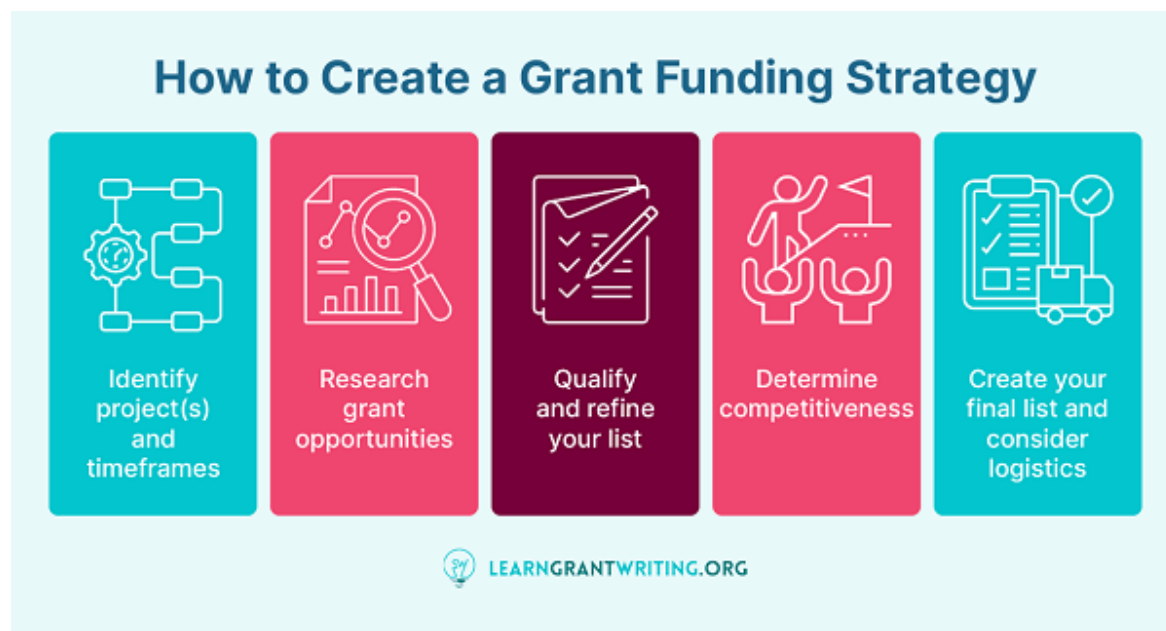 How to Create a Grant Funding Strategy
Identify
project(s)
and
timeframes
Research
grant
opportunities
Qualify
and refine
your list
Determine
competitiveness
Create your
final list and
consider
logistics
LEARNGRANTWRITING.ORG